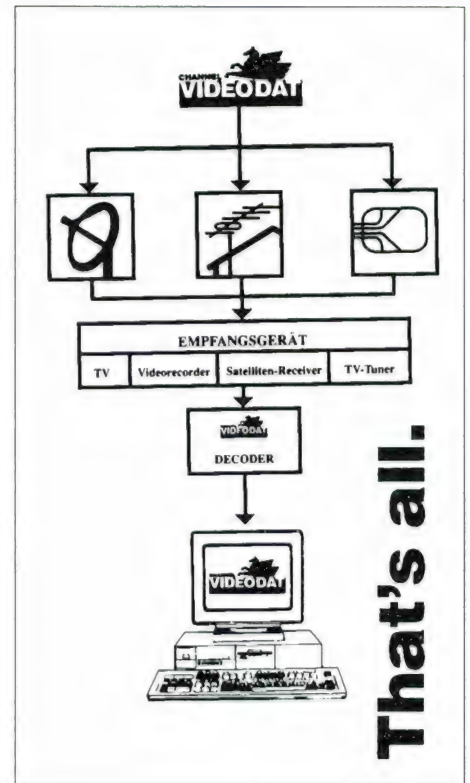 CHANNEL
VIDEODAT
EMPFANGSGERÄT
TV Videorecorder Satelliten-Receiver TV-Tuner
VIDEODAT
DECODER
VIDEODAT
That's all.